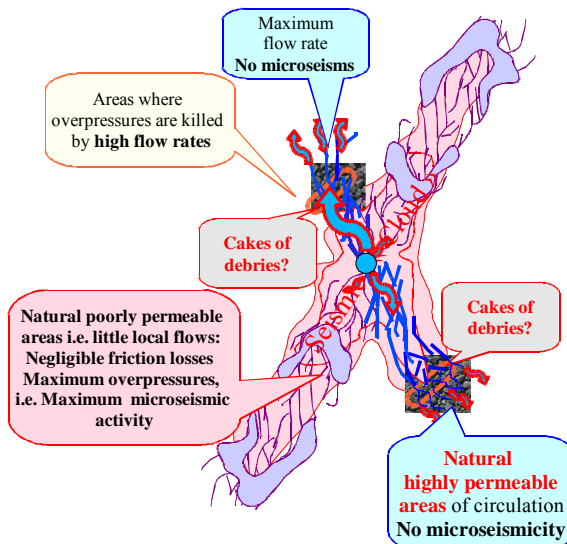 Maximum
flow rate
No microseisms
Areas where
overpressures are killed
by high flow rates
Cakes of
debries?
Seismic cloud
Cakes of
debries?
Natural poorly permeable
areas i.e. little local flows:
Negligible friction losses
Maximum overpressures,
i.e. Maximum microseismic
activity
Natural
highly permeable
areas of circulation
No microseismicity